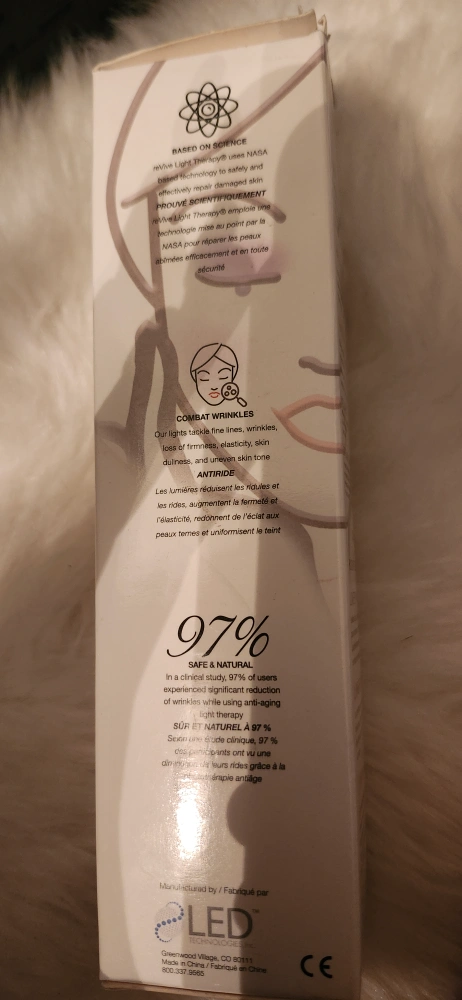 BASED ON SCIENCE
reVive Light Therapy® uses NASA
based technology to safely and
effectively repair damaged skin
PROUVÉ SCIENTIFIQUEMENT
reVive Light Therapy® emploie une
technologie mise au point par la
NASA pour réparer les peaux
abîmées efficacement et en toute
sécurité
COMBAT WRINKLES
Our lights tackle fine lines, wrinkles,
loss of firmness, elasticity, skin
dullness, and uneven skin tone
ANTIRIDE
Les lumières réduisent les ridules et
les rides, augmentent la fermeté et
l'élasticité, redonnent de l'éclat aux
peaux ternes et uniformisent le teint
97%
SAFE & NATURAL
In a clinical study, 97% of users
experienced significant reduction
of wrinkles while using anti-aging
light therapy
SÛR ET NATUREL À 97 %
Selon une étude clinique, 97 %
des participants ont vu une
leurs rides grâce à la
antiâge
Manufactured by / Fabriqué par
LED™
TECHNOLOGIES, Inc.
Greenwood Village, CO 80111
Made in China / Fabriqué en Chine
800.337.9565
CE